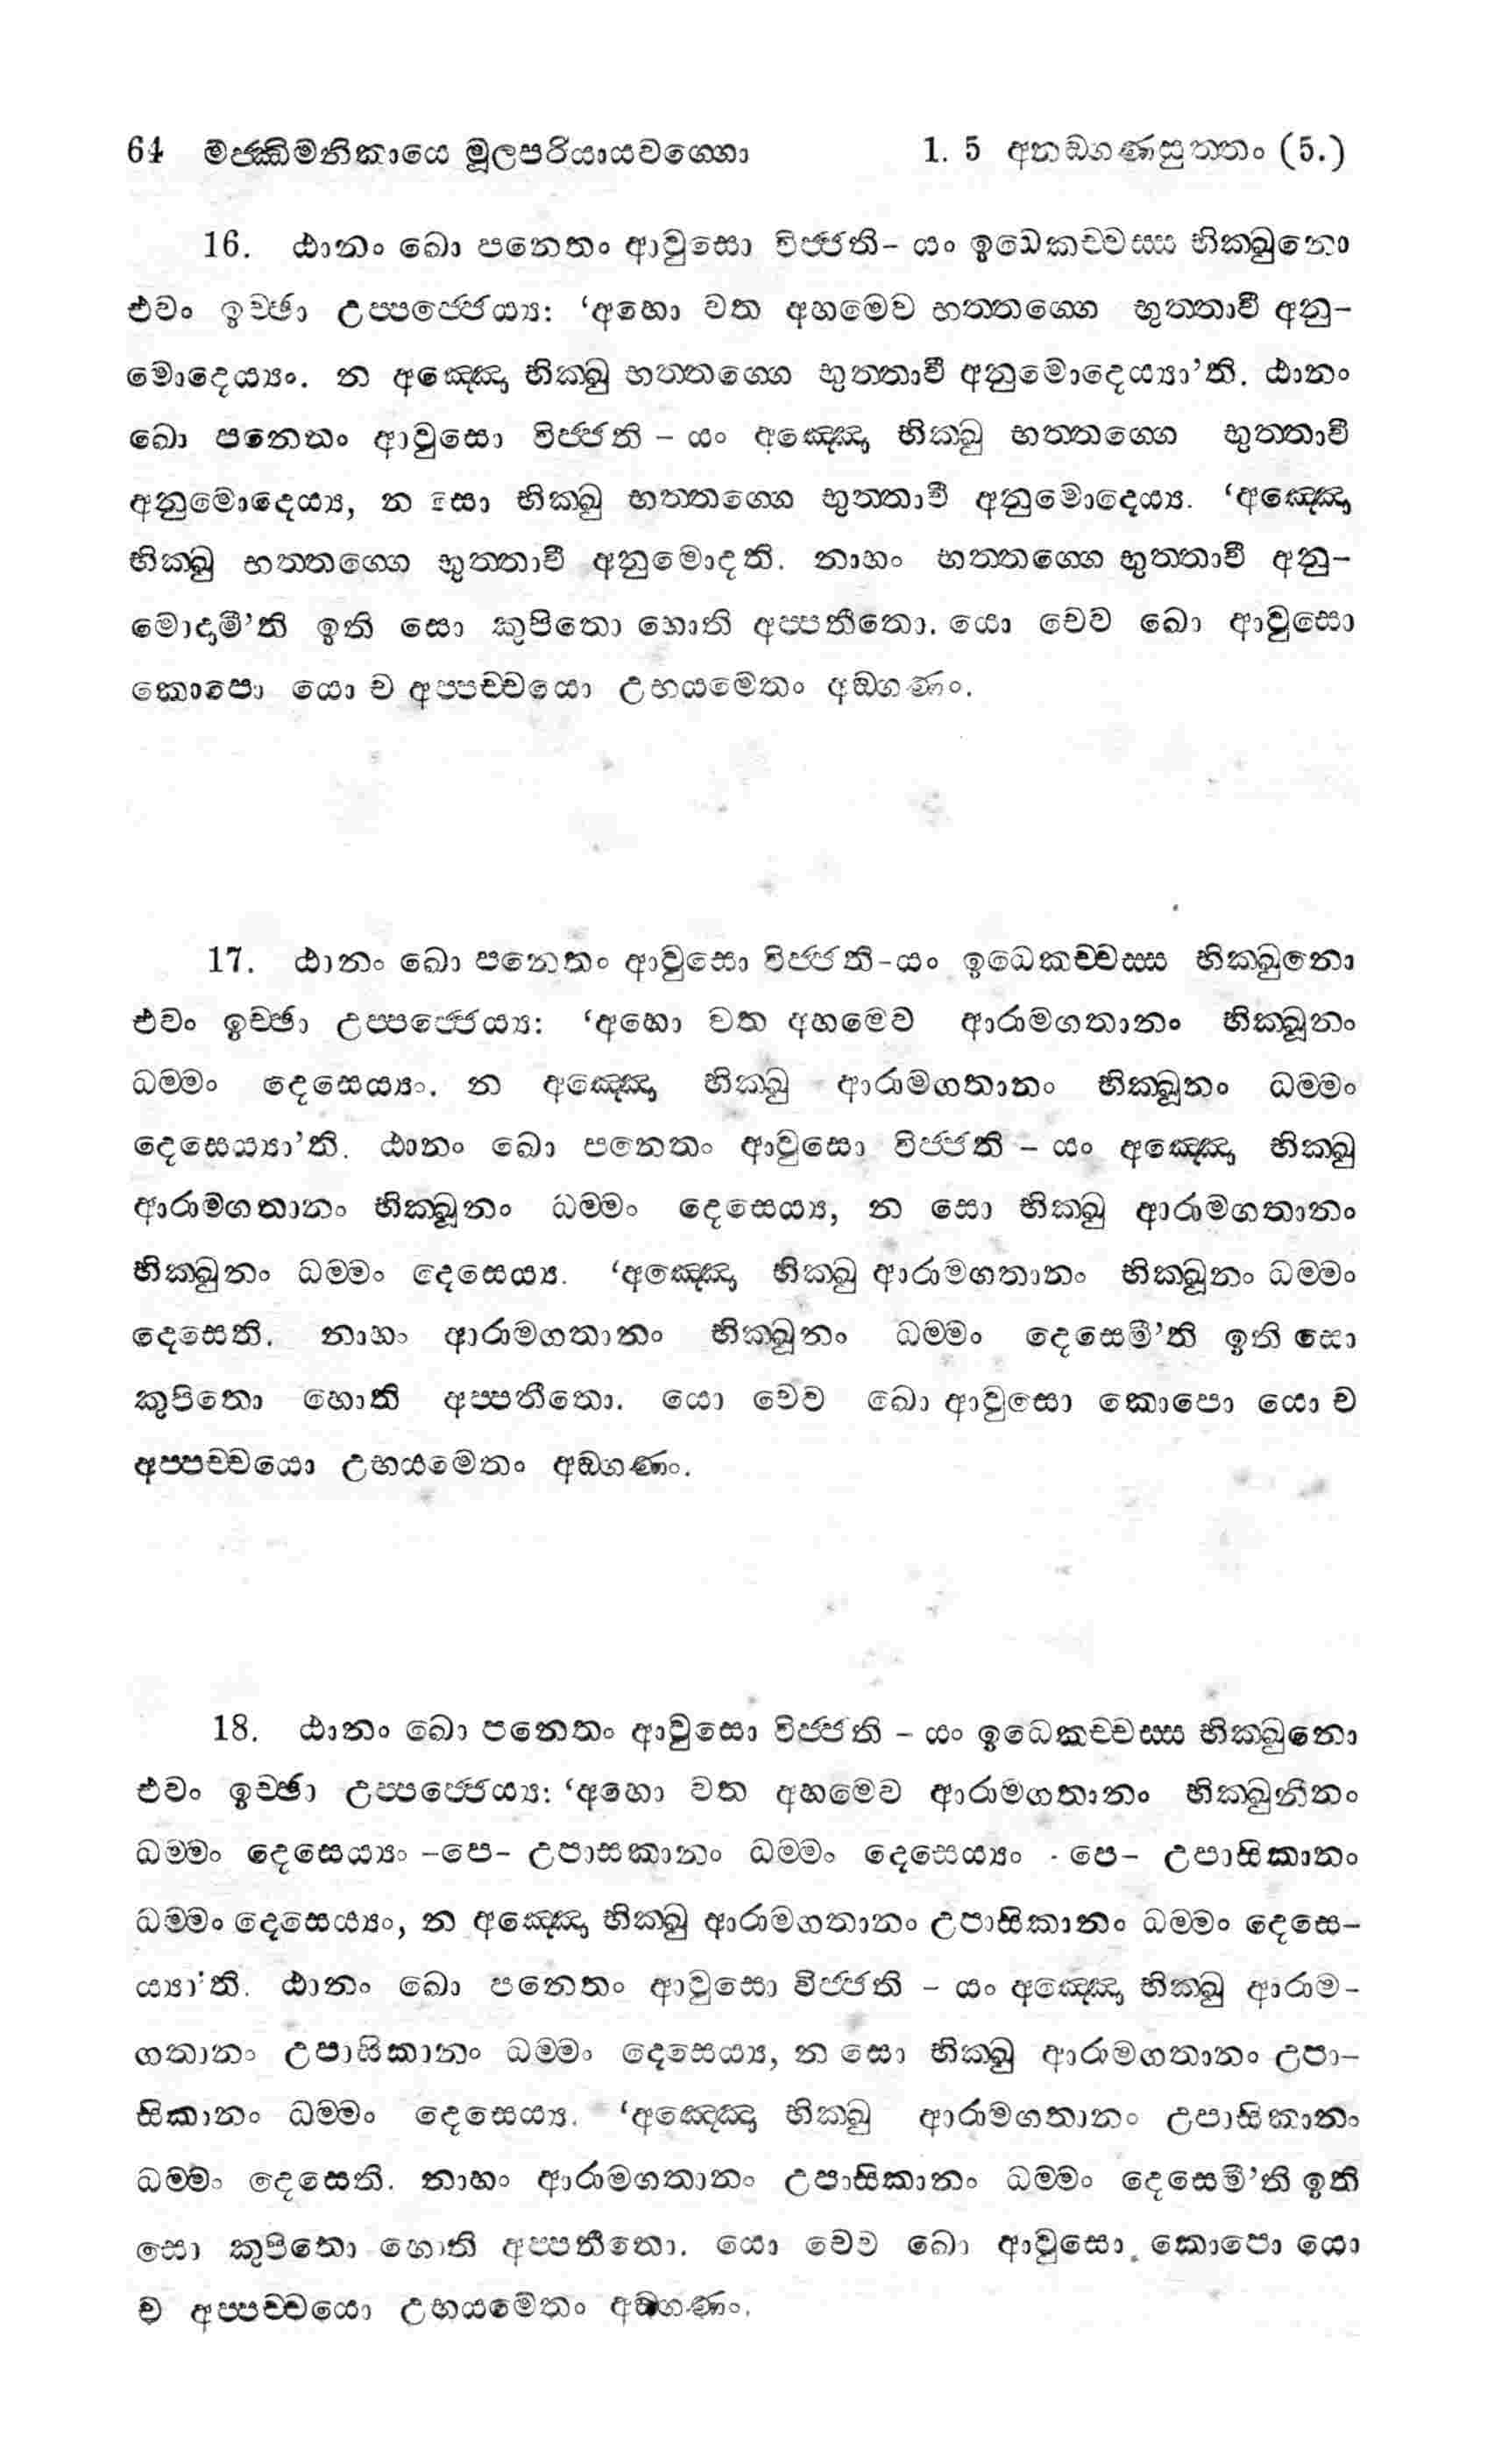 64 මජ්ඣිමනිකායෙ මූලපරියායවග්ගො 1. 5 අනඞ්ගණසුත්තං (5.)
16. ඨානං ඛො පනෙතං ආවුසො විජ්ජති- යං ඉධෙකච්චස්ස භික්ඛුනො
එවං ඉච්ඡා උප්පජ්ජෙය්‍ය: ‘අහො වත අහමෙව භත්තග්ගෙ භුත්තාවී අනු-
මොදෙය්‍යං. න අඤ්ඤො භික්ඛු භත්තග්ගෙ භුත්තාවී අනුමොදෙය්‍යා’ති. ඨානං
ඛො පනෙතං ආවුසො විජ්ජති – යං අඤ්ඤො භික්ඛු භත්තග්ගෙ භුත්තාවී
අනුමොදෙය්‍ය, න සො භික්ඛු භත්තග්ගෙ භුත්තාවී අනුමොදෙය්‍ය. ‘අඤ්ඤො
භික්ඛු භත්තග්ගෙ භුත්තාවී අනුමොදති. නාහං භත්තග්ගෙ භුත්තාවී අනු-
මොදාමී’ති ඉති සො කුපිතො හොති අප්පතීතො. යො චෙව ඛො ආවුසො
කොපො යො ච අප්පච්චයො උභයමෙතං අඞ්ගණං.
17. ඨානං ඛො පනෙතං ආවුසො විජ්ජති-යං ඉධෙකච්චස්ස භික්ඛුනො
එවං ඉච්ඡා උප්පජ්ජෙය්‍ය: ‘අහො වත අහමෙව ආරාමගතානං භික්ඛූනං
ධම්මං දෙසෙය්‍යං. න අඤ්ඤො භික්ඛු ආරාමගතානං භික්ඛූනං ධම්මං
දෙසෙය්‍යා’ති. ඨානං ඛො පනෙතං ආවුසො විජ්ජති – යං අඤ්ඤො භික්ඛු
ආරාමගතානං භික්ඛූනං ධම්මං දෙසෙය්‍ය, න සො භික්ඛු ආරාමගතානං
භික්ඛුනං ධම්මං දෙසෙය්‍ය. ‘අඤ්ඤො භික්ඛු ආරාමගතානං භික්ඛූනං ධම්මං
දෙසෙති. නාහං ආරාමගතානං භික්ඛූනං ධම්මං දෙසෙමී’ති ඉති සො
කුපිතො හොති අප්පතීතො. යො චෙව ඛො ආවුසො කොපො යො ච
අප්පච්චයො උභයමෙතං අඞ්ගණං.
18. ඨානං ඛො පනෙතං ආවුසො විජ්ජති – යං ඉධෙකච්චස්ස භික්ඛුනො
එවං ඉච්ඡා උප්පජ්ජෙය්‍ය: ‘අහො වත අහමෙව ආරාමගතානං භික්ඛුනීනං
ධම්මං දෙසෙය්‍යං –පෙ– උපාසකානං ධම්මං දෙසෙය්‍යං - පෙ– උපාසිකානං
ධම්මං දෙසෙය්‍යං, න අඤ්ඤො භික්ඛු ආරාමගතානං උපාසිකානං ධම්මං දෙසෙ-
ය්‍යා’ති. ඨානං ඛො පනෙතං ආවුසො විජ්ජති – යං අඤ්ඤො භික්ඛු ආරාම-
ගතානං උපාසිකානං ධම්මං දෙසෙය්‍ය, න සො භික්ඛු ආරාමගතානං උපා-
සිකානං ධම්මං දෙසෙය්‍ය. ‘අඤ්ඤො භික්ඛු ආරාමගතානං උපාසිකානං
ධම්මං දෙසෙති. නාහං ආරාමගතානං උපාසිකානං ධම්මං දෙසෙමී’ති ඉති
සො කුපිතො හොති අප්පතීතො. යො චෙව ඛො ආවුසො කොපො යො
ච අප්පච්චයො උභයමෙතං අඞ්ගණං.